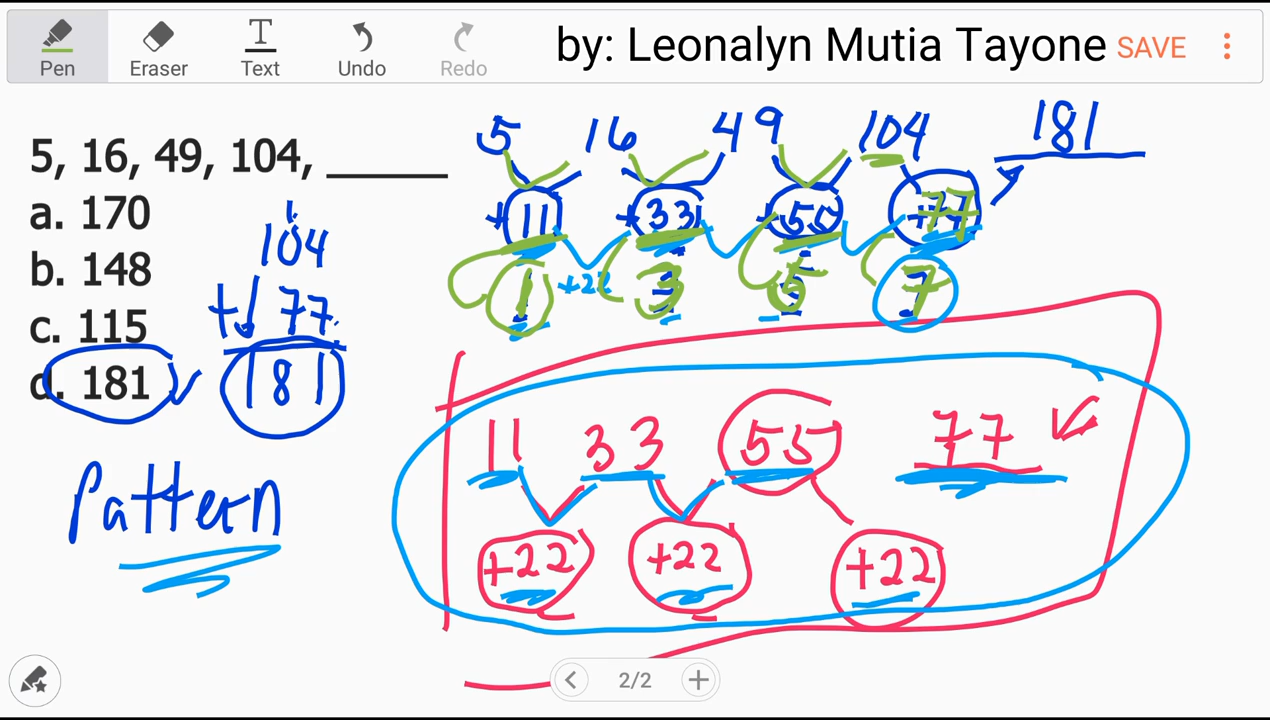 Pen Eraser Text Undo Redo by: Leonalyn Mutia Tayone SAVE
5, 16, 49, 104, ______
a. 170
b. 148
c. 115
d. 181
1
104
+ 77
181
Pattern
5 16 49 104 181
+11 +33 +55 +77
+22
1 3 5 7
11 33 55 77
+22 +22 +22
2/2